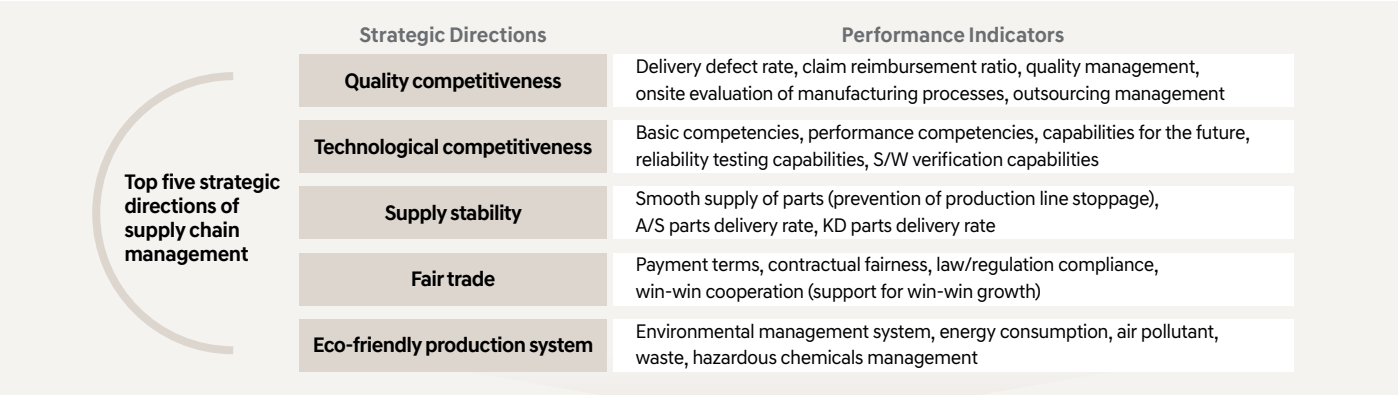 Strategic Directions
Performance Indicators
Top five strategic
directions of
supply chain
management
Quality competitiveness
Delivery defect rate, claim reimbursement ratio, quality management,
onsite evaluation of manufacturing processes, outsourcing management
Technological competitiveness
Basic competencies, performance competencies, capabilities for the future,
reliability testing capabilities, S/W verification capabilities
Supply stability
Smooth supply of parts (prevention of production line stoppage),
A/S parts delivery rate, KD parts delivery rate
Fair trade
Payment terms, contractual fairness, law/regulation compliance,
win-win cooperation (support for win-win growth)
Eco-friendly production system
Environmental management system, energy consumption, air pollutant,
waste, hazardous chemicals management